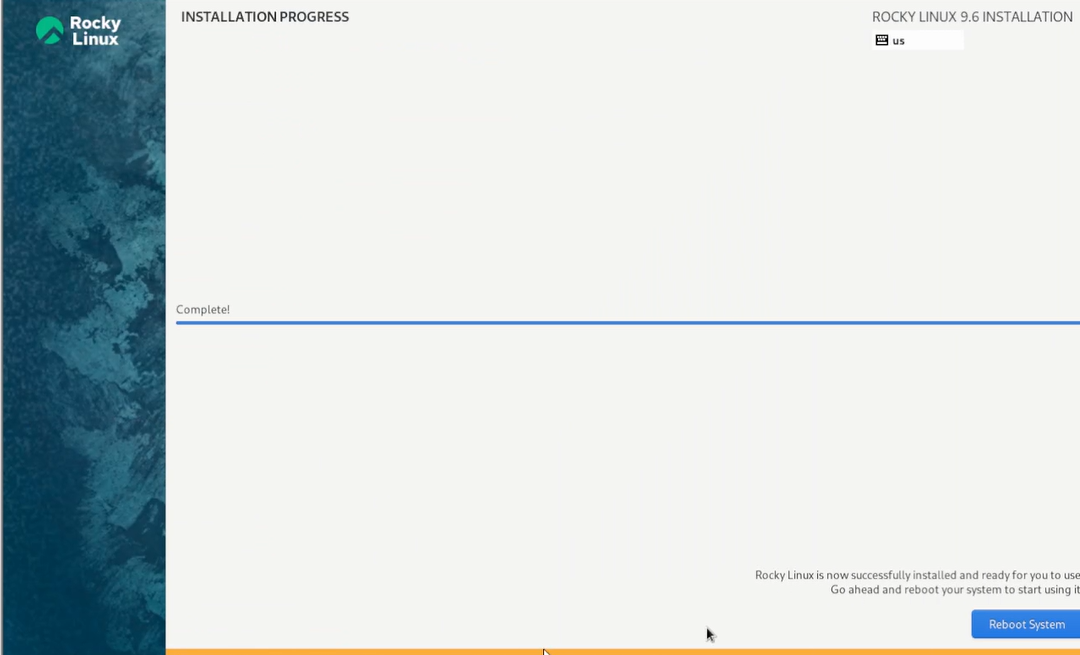 Rocky
Linux
INSTALLATION PROGRESS
ROCKY LINUX 9.6 INSTALLATION
us
Complete!
Rocky Linux is now successfully installed and ready for you to use
Go ahead and reboot your system to start using it
Reboot System